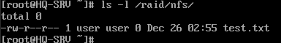 [root@HQ-SRV ~]# ls -l /raid/nfs/
total 0
-rw-r--r-- 1 user user 0 Dec 26 02:55 test.txt
[root@HQ-SRV ~]#